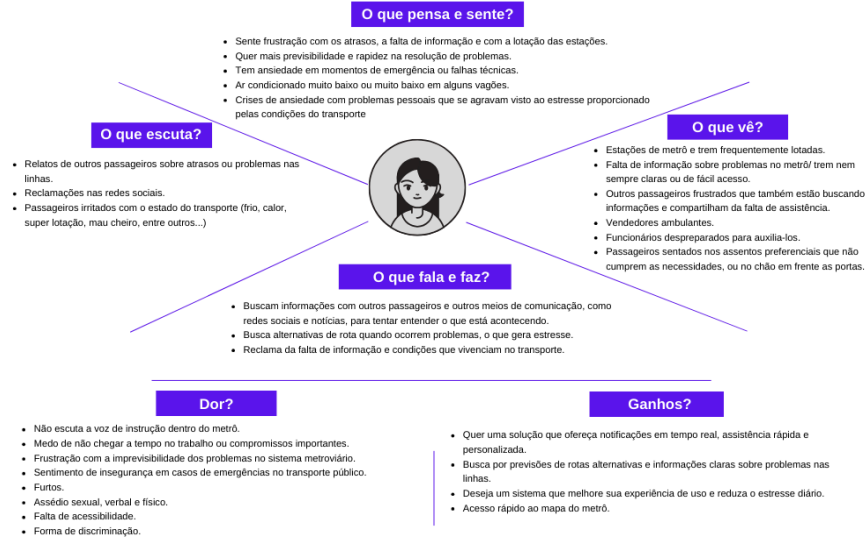 O que pensa e sente?
• Sente frustração com os atrasos, a falta de informação e com a lotação das estações.
• Quer mais previsibilidade e rapidez na resolução de problemas.
• Tem ansiedade em momentos de emergência ou falhas técnicas.
• Ar condicionado muito baixo ou muito baixo em alguns vagões.
• Crises de ansiedade com problemas pessoais que se agravam visto ao estresse proporcionado
pelas condições do transporte
O que escuta?
• Relatos de outros passageiros sobre atrasos ou problemas nas
linhas.
• Reclamações nas redes sociais.
• Passageiros irritados com o estado do transporte (frio, calor,
super lotação, mau cheiro, entre outros...)
O que vê?
• Estações de metrô e trem frequentemente lotadas.
• Falta de informação sobre problemas no metrô/ trem nem
sempre claras ou de fácil acesso.
• Outros passageiros frustrados que também estão buscando
informações e compartilham da falta de assistência.
• Vendedores ambulantes.
• Funcionários despreparados para auxilia-los.
• Passageiros sentados nos assentos preferenciais que não
cumprem as necessidades, ou no chão em frente as portas.
O que fala e faz?
• Buscam informações com outros passageiros e outros meios de comunicação, como
redes sociais e notícias, para tentar entender o que está acontecendo.
• Busca alternativas de rota quando ocorrem problemas, o que gera estresse.
• Reclama da falta de informação e condições que vivenciam no transporte.
Dor?
• Não escuta a voz de instrução dentro do metrô.
• Medo de não chegar a tempo no trabalho ou compromissos importantes.
• Frustração com a imprevisibilidade dos problemas no sistema metroviário.
• Sentimento de insegurança em casos de emergências no transporte público.
• Furtos.
• Assédio sexual, verbal e físico.
• Falta de acessibilidade.
• Forma de discriminação.
Ganhos?
• Quer uma solução que ofereça notificações em tempo real, assistência rápida e
personalizada.
• Busca por previsões de rotas alternativas e informações claras sobre problemas nas
linhas.
• Deseja um sistema que melhore sua experiência de uso e reduza o estresse diário.
• Acesso rápido ao mapa do metrô.